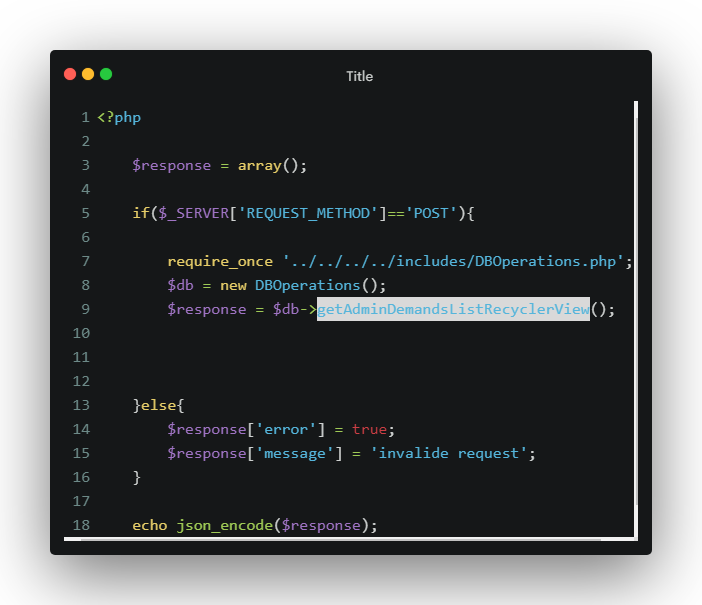 Title
1 <?php
2
3 $response = array();
4
5 if($_SERVER['REQUEST_METHOD']=='POST'){
6
7 require_once '../../../../includes/DBOperations.php';
8 $db = new DBOperations();
9 $response = $db->getAdminDemandsListRecyclerView();
10
11
12
13 }else{
14 $response['error'] = true;
15 $response['message'] = 'invalide request';
16 }
17
18 echo json_encode($response);